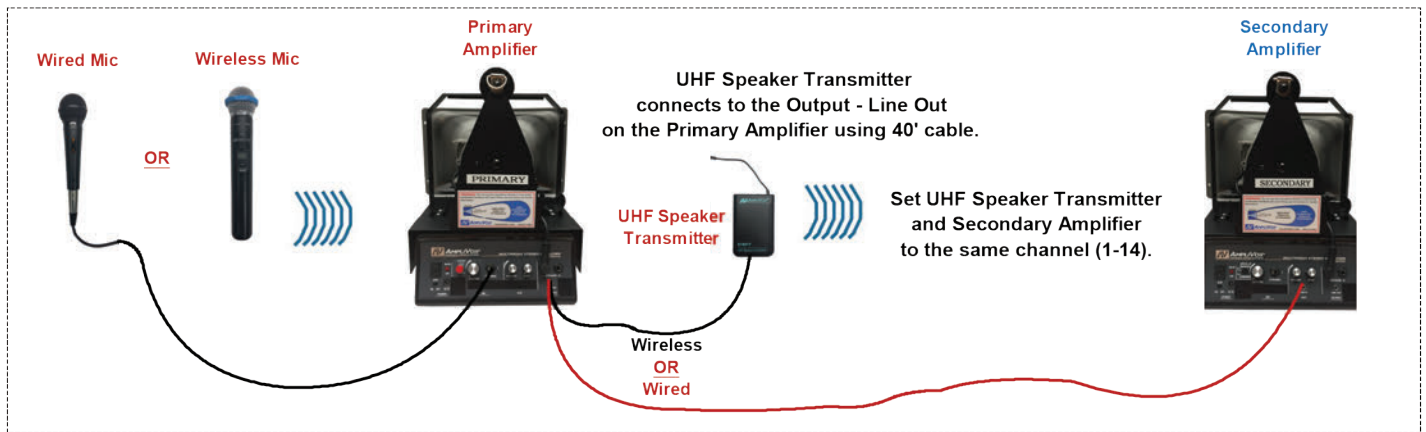 Wired Mic
OR
Wireless Mic
Primary
Amplifier
PRIMARY
AMPLIVOX
UHF Speaker Transmitter
connects to the Output - Line Out
on the Primary Amplifier using 40' cable.
UHF Speaker
Transmitter
Wireless
OR
Wired
Set UHF Speaker Transmitter
and Secondary Amplifier
to the same channel (1-14).
Secondary
Amplifier
SECONDARY
AMPLIVOX